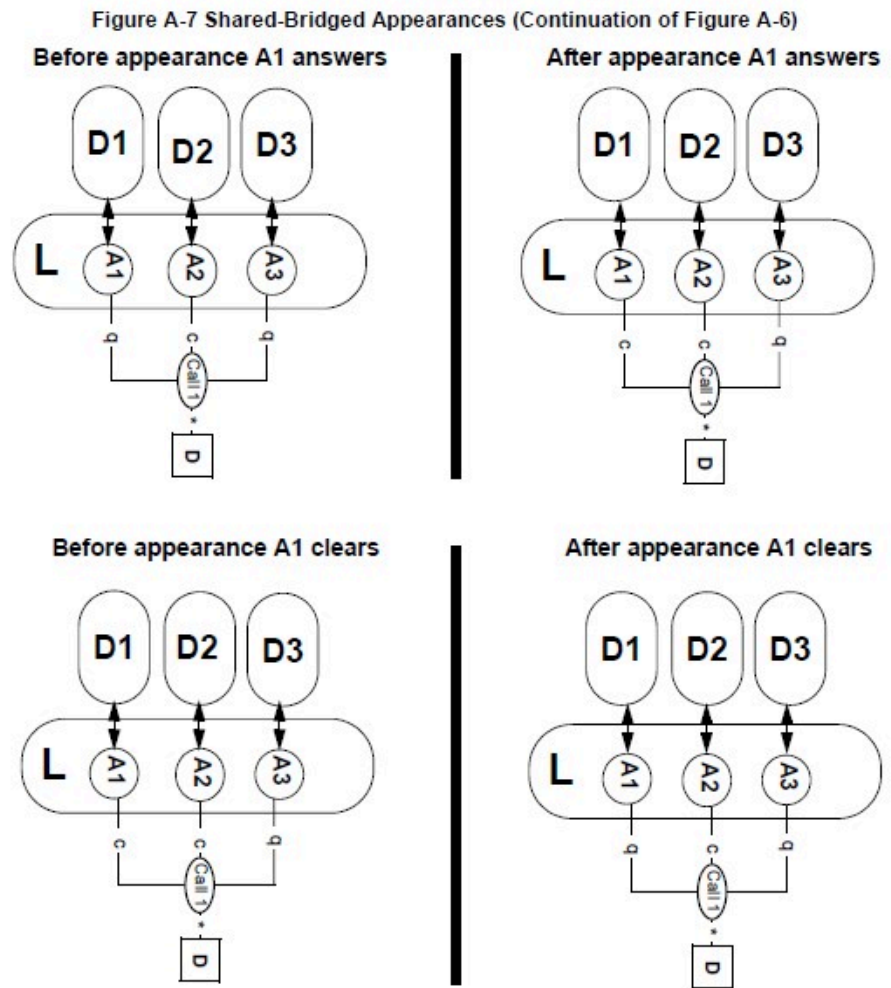 Figure A-7 Shared-Bridged Appearances (Continuation of Figure A-6)
Before appearance A1 answers
D1 D2 D3
L A1 A2 A3
q c q
Call 1
*
D
After appearance A1 answers
D1 D2 D3
L A1 A2 A3
c c q
Call 1
*
D
Before appearance A1 clears
D1 D2 D3
L A1 A2 A3
c c q
Call 1
*
D
After appearance A1 clears
D1 D2 D3
L A1 A2 A3
q c q
Call 1
*
D